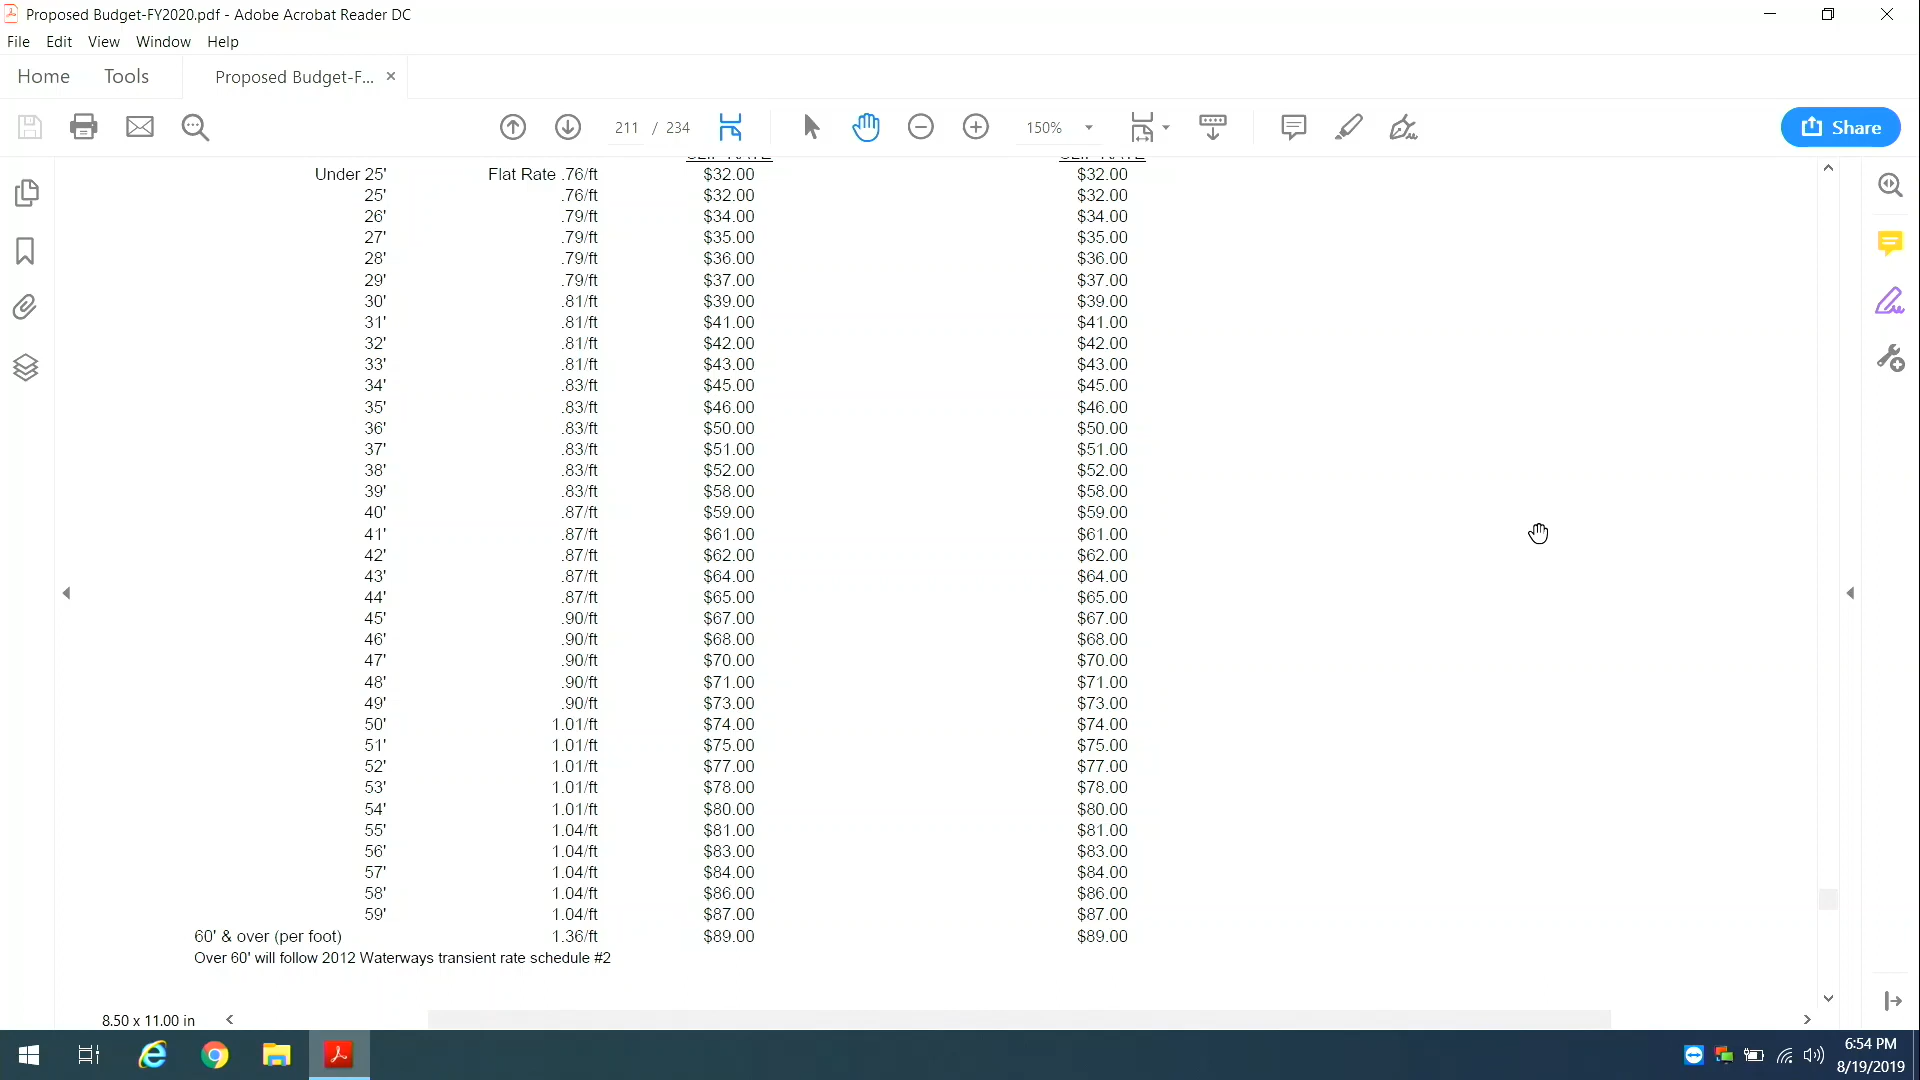 Proposed Budget-FY2020.pdf - Adobe Acrobat Reader DC
File Edit View Window Help
Home Tools Proposed Budget-F... ×
211 / 234 150% Share
Under 25' Flat Rate .76/ft $32.00 $32.00
25' .76/ft $32.00 $32.00
26' .79/ft $34.00 $34.00
27' .79/ft $35.00 $35.00
28' .79/ft $36.00 $36.00
29' .79/ft $37.00 $37.00
30' .81/ft $39.00 $39.00
31' .81/ft $41.00 $41.00
32' .81/ft $42.00 $42.00
33' .81/ft $43.00 $43.00
34' .83/ft $45.00 $45.00
35' .83/ft $46.00 $46.00
36' .83/ft $50.00 $50.00
37' .83/ft $51.00 $51.00
38' .83/ft $52.00 $52.00
39' .83/ft $58.00 $58.00
40' .87/ft $59.00 $59.00
41' .87/ft $61.00 $61.00
42' .87/ft $62.00 $62.00
43' .87/ft $64.00 $64.00
44' .87/ft $65.00 $65.00
45' .90/ft $67.00 $67.00
46' .90/ft $68.00 $68.00
47' .90/ft $70.00 $70.00
48' .90/ft $71.00 $71.00
49' .90/ft $73.00 $73.00
50' 1.01/ft $74.00 $74.00
51' 1.01/ft $75.00 $75.00
52' 1.01/ft $77.00 $77.00
53' 1.01/ft $78.00 $78.00
54' 1.01/ft $80.00 $80.00
55' 1.04/ft $81.00 $81.00
56' 1.04/ft $83.00 $83.00
57' 1.04/ft $84.00 $84.00
58' 1.04/ft $86.00 $86.00
59' 1.04/ft $87.00 $87.00
60' & over (per foot) 1.36/ft $89.00 $89.00
Over 60' will follow 2012 Waterways transient rate schedule #2
8.50 x 11.00 in
6:54 PM
8/19/2019